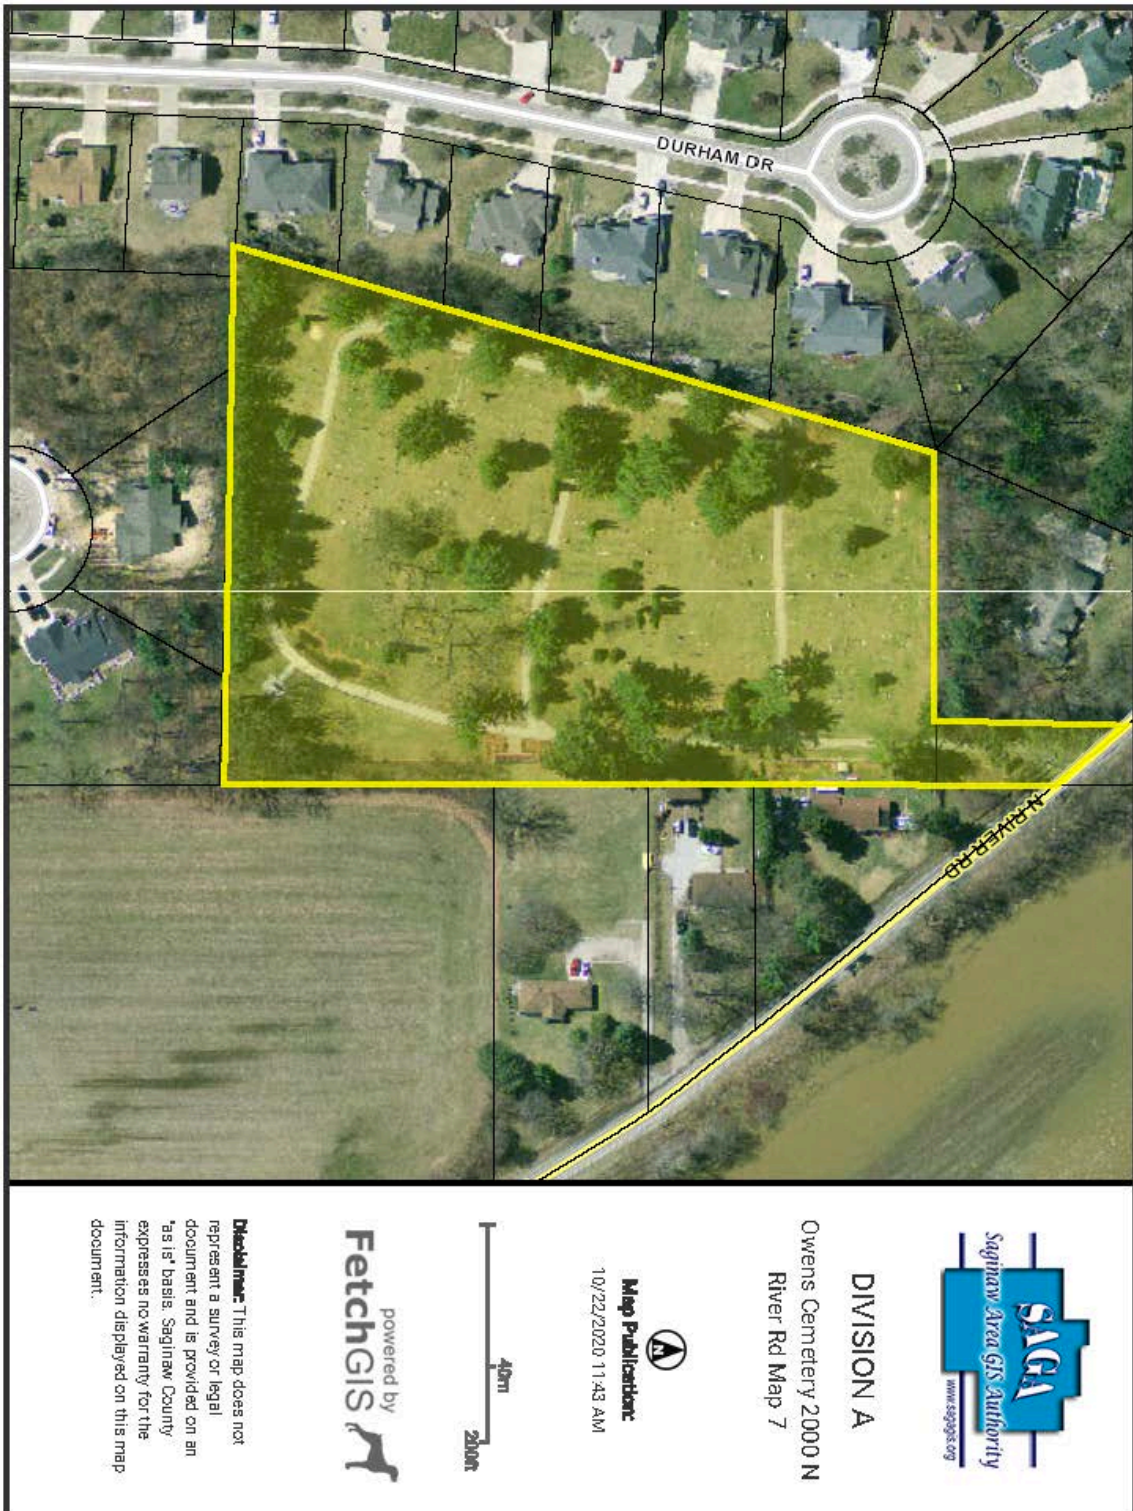 DURHAM DR
N RIVER RD
SAGA
Saginaw Area GIS Authority
www.sagagis.org
DIVISION A
Owens Cemetery 2000 N
River Rd Map 7
N
Map Publication:
10/22/2020 11:43 AM
40m
200ft
powered by
FetchGIS
Disclaimer: This map does not
represent a survey or legal
document and is provided on an
"as is" basis. Saginaw County
expresses no warranty for the
information displayed on this map
document.